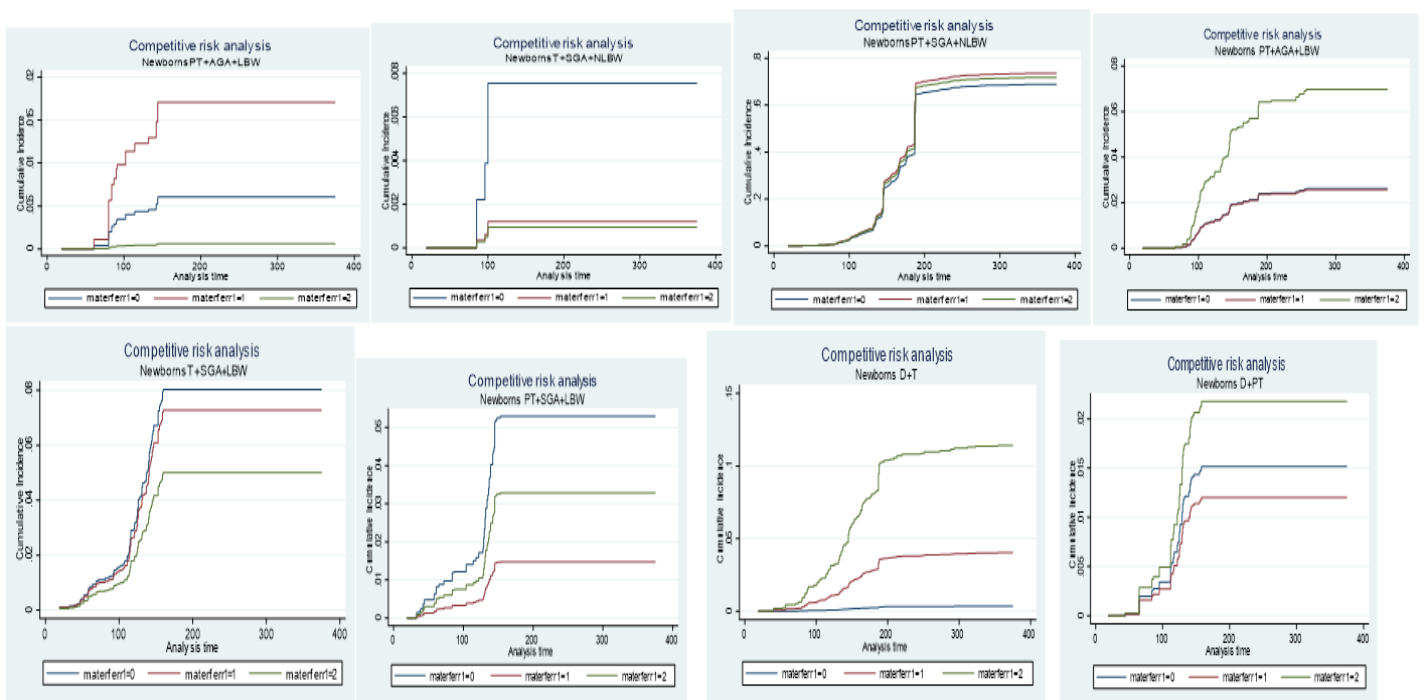 Competitive risk analysis
NewbornsPT+AGA+LBW
Cumulative Incidence
0 .005 .01 .015 .02
0 100 200 300 400
Analysis time
materferr1=0 materferr1=1 materferr1=2
Competitive risk analysis
Newborns T+SGA+NLBW
Cumulative Incidence
0 .002 .004 .006 .008
0 100 200 300 400
Analysis time
materferr1=0 materferr1=1 materferr1=2
Competitive risk analysis
NewbornsPT+SGA+NLBW
Cumulative Incidence
0 .2 .4 .6 .8
0 100 200 300 400
Analysis time
materferr1=0 materferr1=1 materferr1=2
Competitive risk analysis
Newborns PT+AGA+LBW
Cumulative Incidence
0 .02 .04 .06 .08
0 100 200 300 400
Analysis time
materferr1=0 materferr1=1 materferr1=2
Competitive risk analysis
Newborns T+SGA+LBW
Cumulative Incidence
0 .02 .04 .06 .08
0 100 200 300 400
Analysis time
materferr1=0 materferr1=1 materferr1=2
Competitive risk analysis
Newborns PT+SGA+LBW
Cumulative Incidence
0 .01 .02 .03 .04 .05
0 100 200 300 400
Analysis time
materferr1=0 materferr1=1 materferr1=2
Competitive risk analysis
Newborns D+T
Cumulative Incidence
0 .05 .1 .15
0 100 200 300 400
Analysis time
materferr1=0 materferr1=1 materferr1=2
Competitive risk analysis
Newborns D+PT
Cumulative Incidence
0 .005 .01 .015 .02
0 100 200 300 400
Analysis time
materferr1=0 materferr1=1 materferr1=2